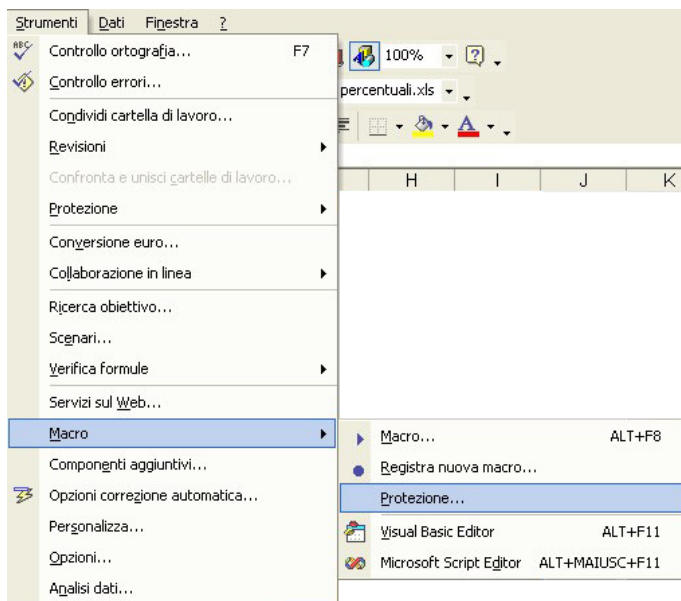 Strumenti Dati Finestra ?
Controllo ortografia... F7
100%
Controllo errori...
percentuali.xls
Condividi cartella di lavoro...
Revisioni
Confronta e unisci cartelle di lavoro...
H I J K
Protezione
Conversione euro...
Collaborazione in linea
Ricerca obiettivo...
Scenari...
Verifica formule
Servizi sul Web...
Macro
Macro... ALT+F8
Componenti aggiuntivi...
Registra nuova macro...
Opzioni correzione automatica...
Protezione...
Personalizza...
Visual Basic Editor ALT+F11
Opzioni...
Microsoft Script Editor ALT+MAIUSC+F11
Analisi dati...